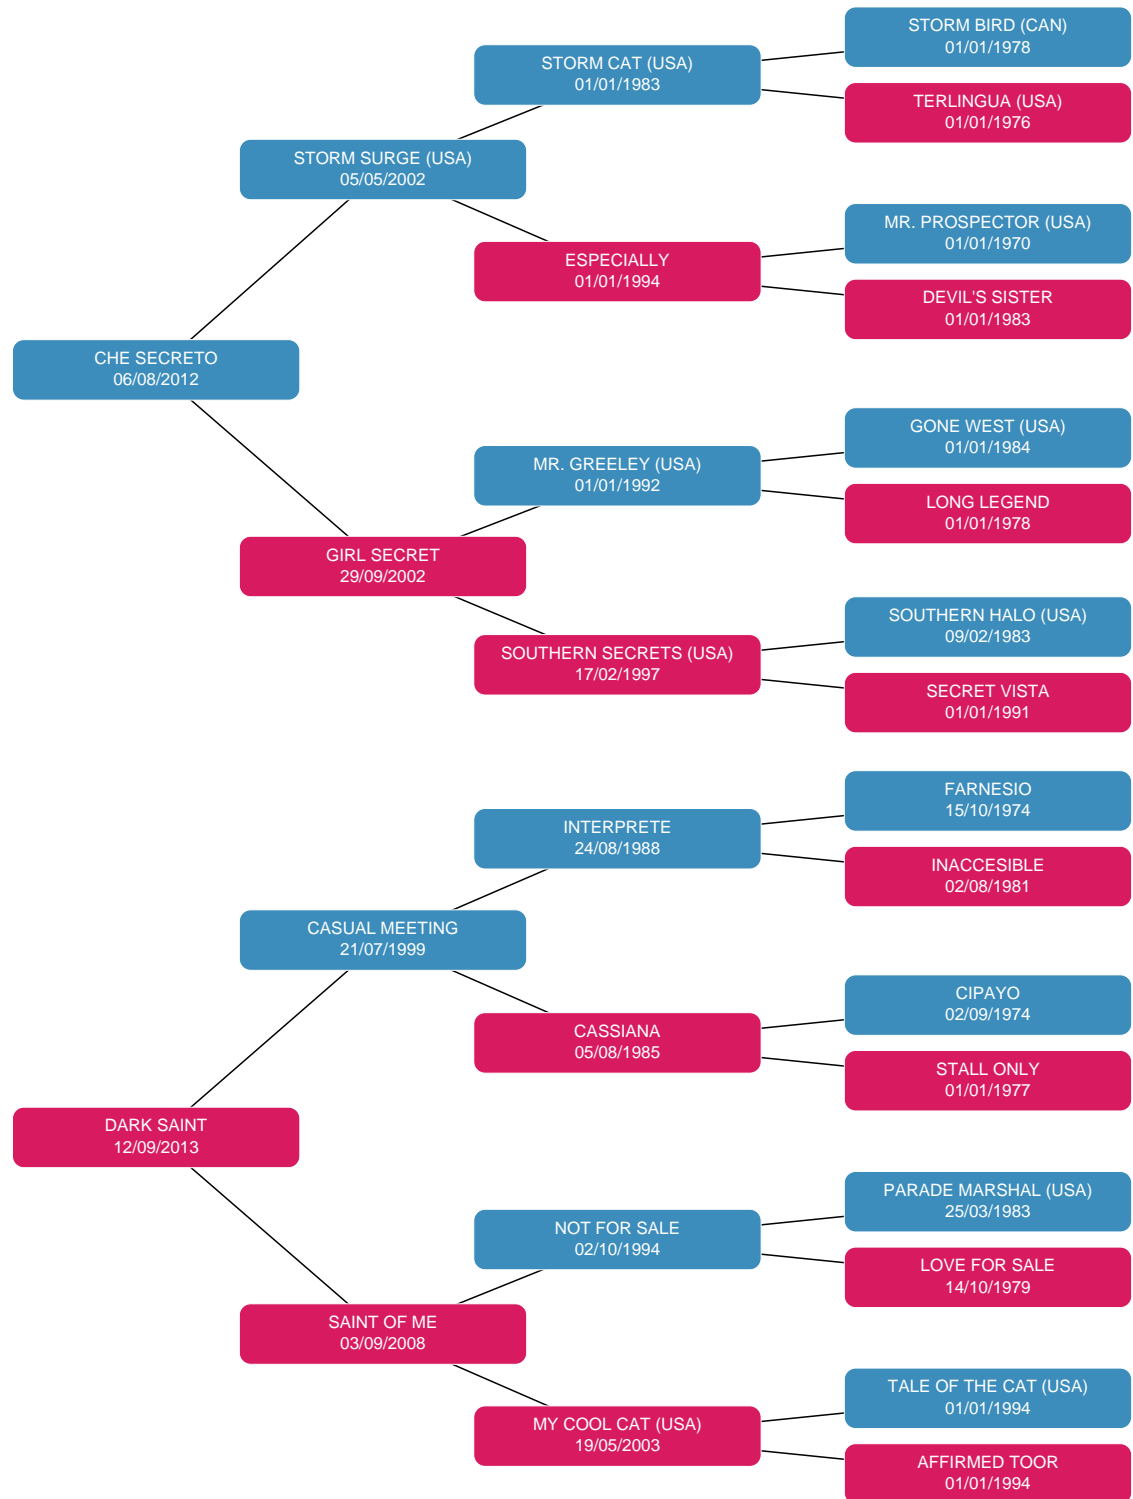 STORM BIRD (CAN)
01/01/1978
STORM CAT (USA)
01/01/1983
TERLINGUA (USA)
01/01/1976
STORM SURGE (USA)
05/05/2002
MR. PROSPECTOR (USA)
01/01/1970
ESPECIALLY
01/01/1994
DEVIL'S SISTER
01/01/1983
CHE SECRETO
06/08/2012
GONE WEST (USA)
01/01/1984
MR. GREELEY (USA)
01/01/1992
LONG LEGEND
01/01/1978
GIRL SECRET
29/09/2002
SOUTHERN HALO (USA)
09/02/1983
SOUTHERN SECRETS (USA)
17/02/1997
SECRET VISTA
01/01/1991
FARNESIO
15/10/1974
INTERPRETE
24/08/1988
INACCESIBLE
02/08/1981
CASUAL MEETING
21/07/1999
CIPAYO
02/09/1974
CASSIANA
05/08/1985
STALL ONLY
01/01/1977
DARK SAINT
12/09/2013
PARADE MARSHAL (USA)
25/03/1983
NOT FOR SALE
02/10/1994
LOVE FOR SALE
14/10/1979
SAINT OF ME
03/09/2008
TALE OF THE CAT (USA)
01/01/1994
MY COOL CAT (USA)
19/05/2003
AFFIRMED TOOR
01/01/1994